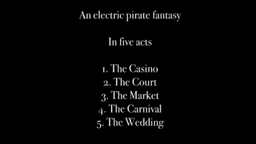 An electric pirate fantasy
In five acts
1. The Casino
2. The Court
3. The Market
4. The Carnival
5. The Wedding